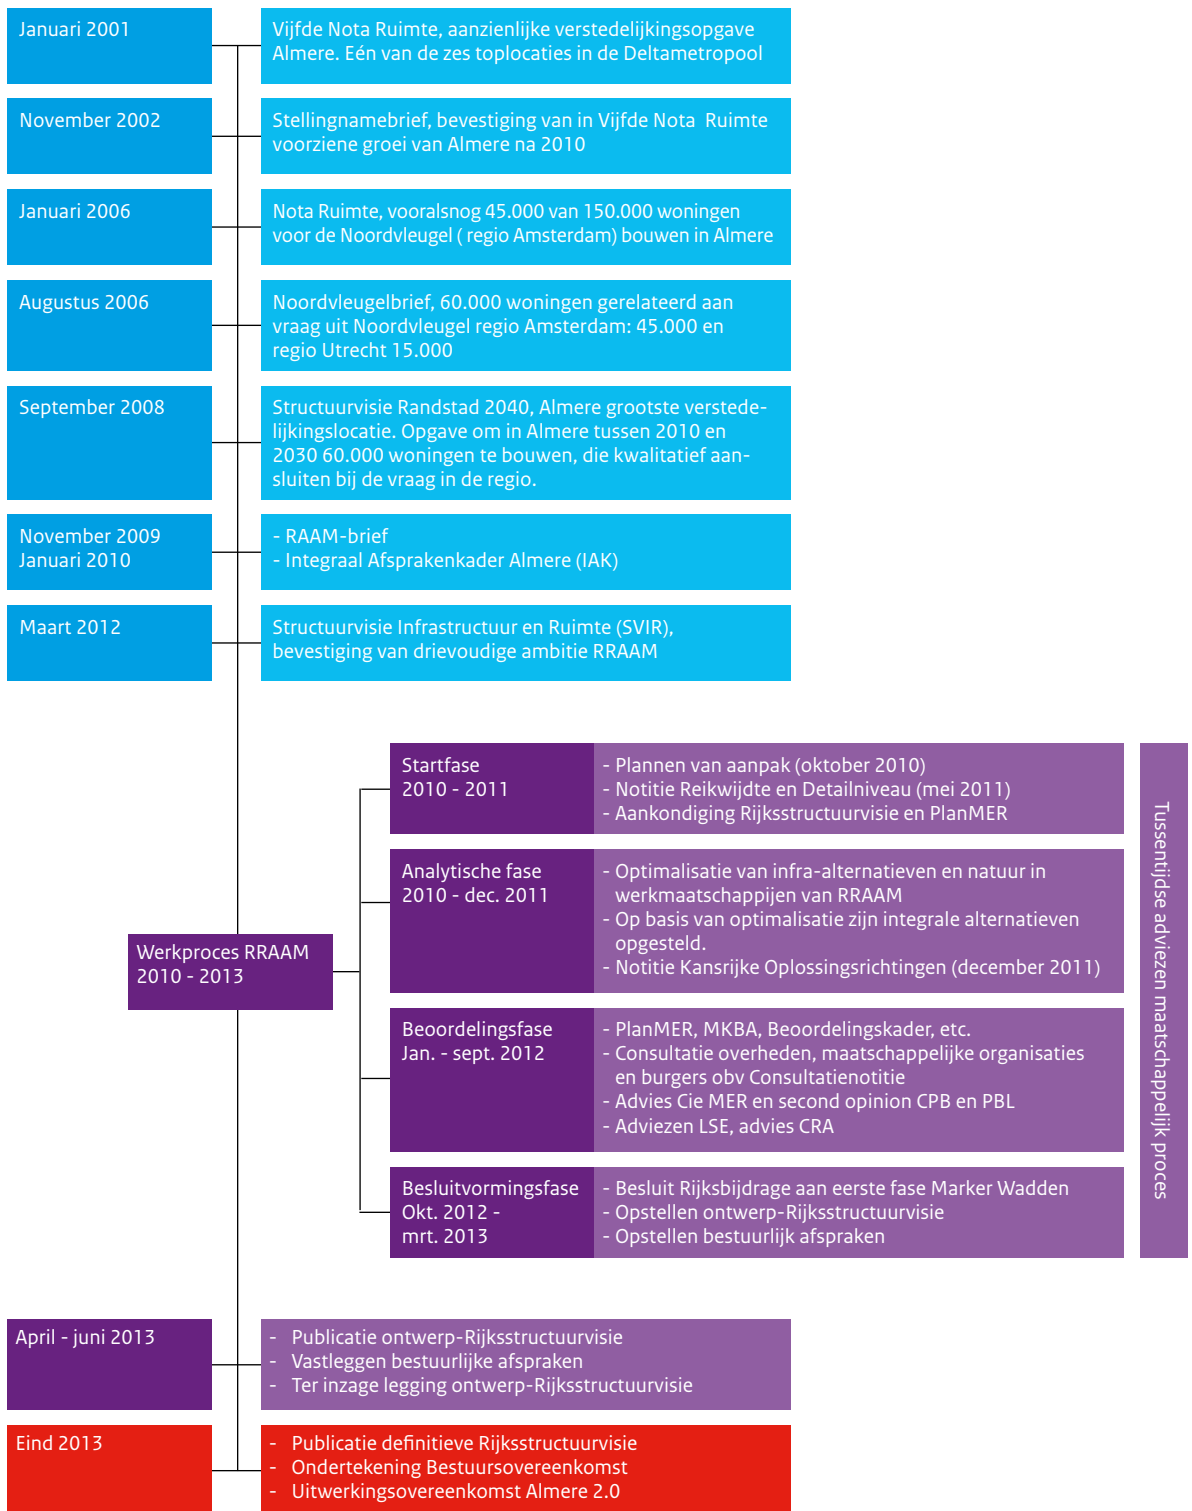 Januari 2001
Vijfde Nota Ruimte, aanzienlijke verstedelijkingsopgave
Almere. Eén van de zes toplocaties in de Deltametropool
November 2002
Stellingnamebrief, bevestiging van in Vijfde Nota Ruimte
voorziene groei van Almere na 2010
Januari 2006
Nota Ruimte, vooralsnog 45.000 van 150.000 woningen
voor de Noordvleugel ( regio Amsterdam) bouwen in Almere
Augustus 2006
Noordvleugelbrief, 60.000 woningen gerelateerd aan
vraag uit Noordvleugel regio Amsterdam: 45.000 en
regio Utrecht 15.000
September 2008
Structuurvisie Randstad 2040, Almere grootste verstede-
lijkingslocatie. Opgave om in Almere tussen 2010 en
2030 60.000 woningen te bouwen, die kwalitatief aan-
sluiten bij de vraag in de regio.
November 2009
Januari 2010
- RAAM-brief
- Integraal Afsprakenkader Almere (IAK)
Maart 2012
Structuurvisie Infrastructuur en Ruimte (SVIR),
bevestiging van drievoudige ambitie RRAAM
Werkproces RRAAM
2010 - 2013
Startfase
2010 - 2011
- Plannen van aanpak (oktober 2010)
- Notitie Reikwijdte en Detailniveau (mei 2011)
- Aankondiging Rijksstructuurvisie en PlanMER
Analytische fase
2010 - dec. 2011
- Optimalisatie van infra-alternatieven en natuur in
werkmaatschappijen van RRAAM
- Op basis van optimalisatie zijn integrale alternatieven
opgesteld.
- Notitie Kansrijke Oplossingsrichtingen (december 2011)
Beoordelingsfase
Jan. - sept. 2012
- PlanMER, MKBA, Beoordelingskader, etc.
- Consultatie overheden, maatschappelijke organisaties
en burgers obv Consultatienotitie
- Advies Cie MER en second opinion CPB en PBL
- Adviezen LSE, advies CRA
Besluitvormingsfase
Okt. 2012 -
mrt. 2013
- Besluit Rijksbijdrage aan eerste fase Marker Wadden
- Opstellen ontwerp-Rijksstructuurvisie
- Opstellen bestuurlijk afspraken
Tussentijdse adviezen maatschappelijk proces
April - juni 2013
- Publicatie ontwerp-Rijksstructuurvisie
- Vastleggen bestuurlijke afspraken
- Ter inzage legging ontwerp-Rijksstructuurvisie
Eind 2013
- Publicatie definitieve Rijksstructuurvisie
- Ondertekening Bestuursovereenkomst
- Uitwerkingsovereenkomst Almere 2.0